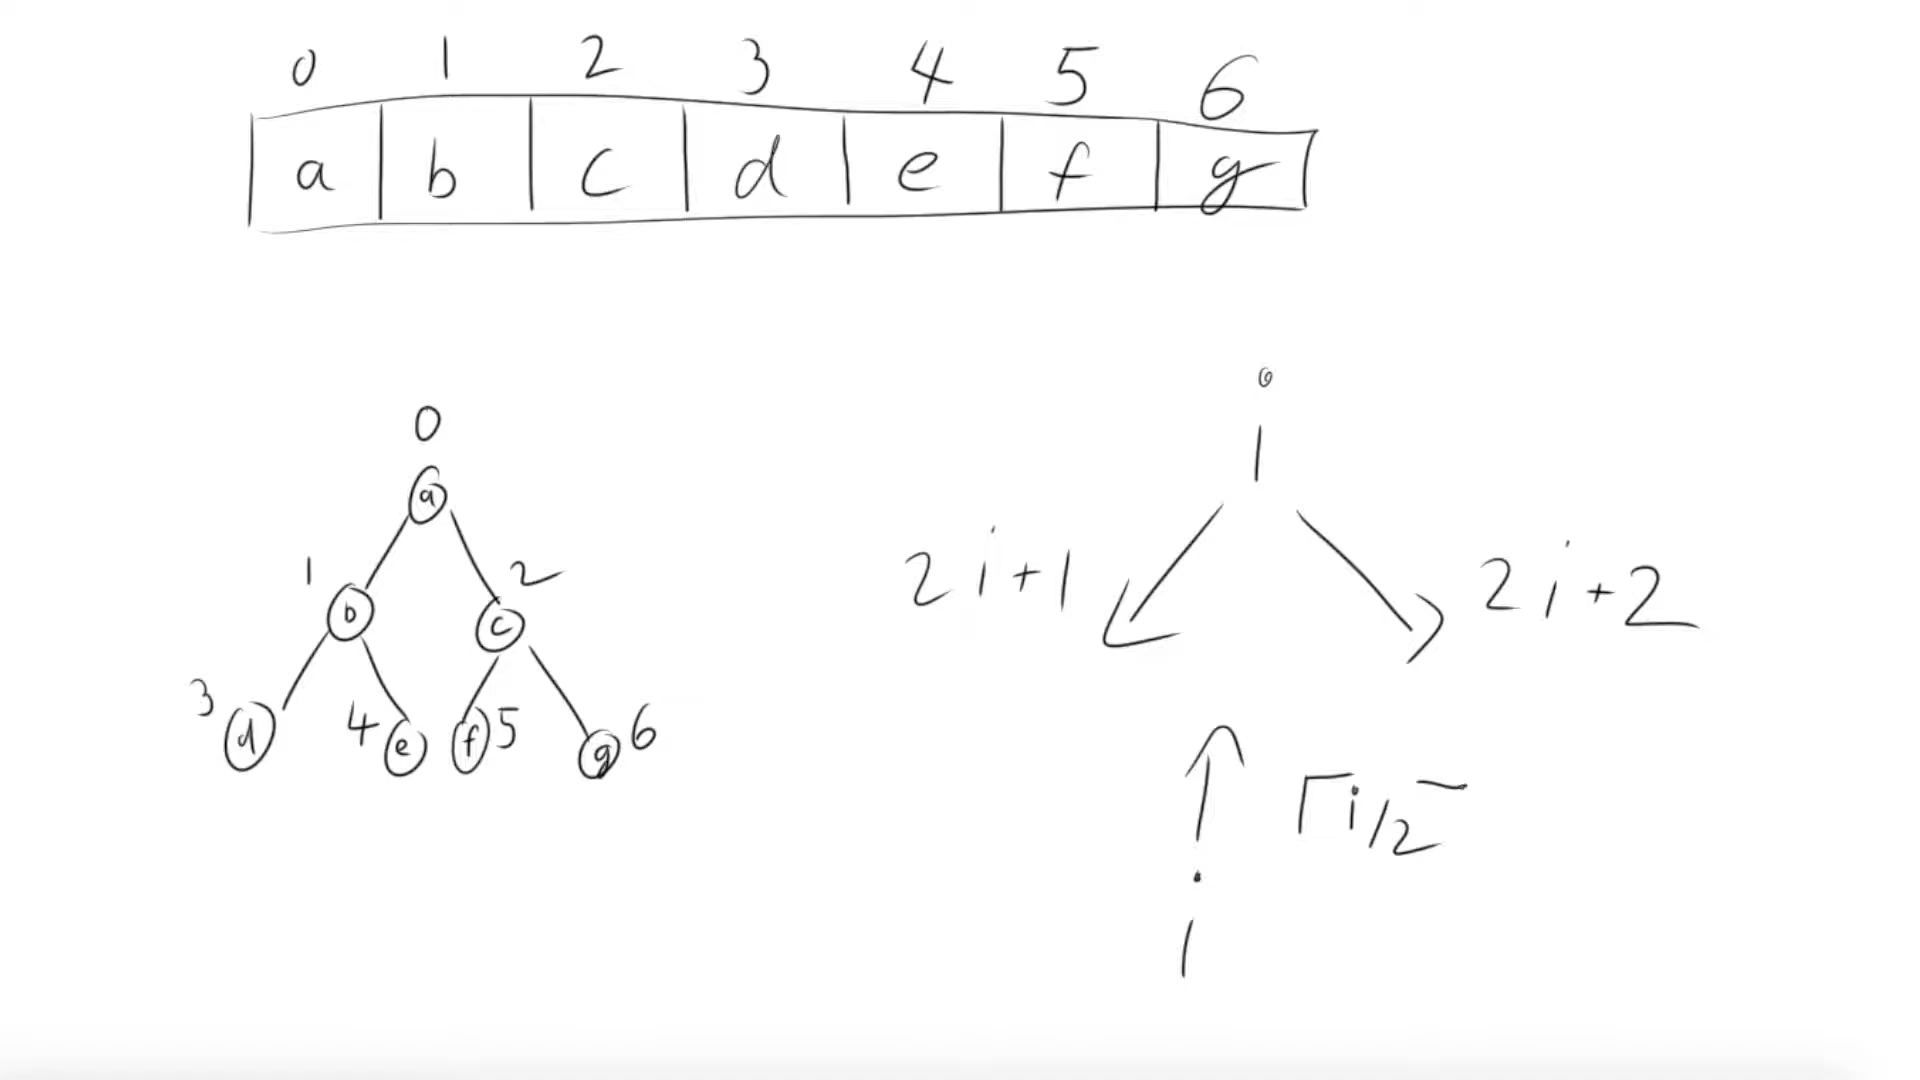 0 1 2 3 4 5 6
a b c d e f g
0
a
1 2
b c
3 4 5 6
d e f g
i
2i+1 2i+2
⌈i/2
i